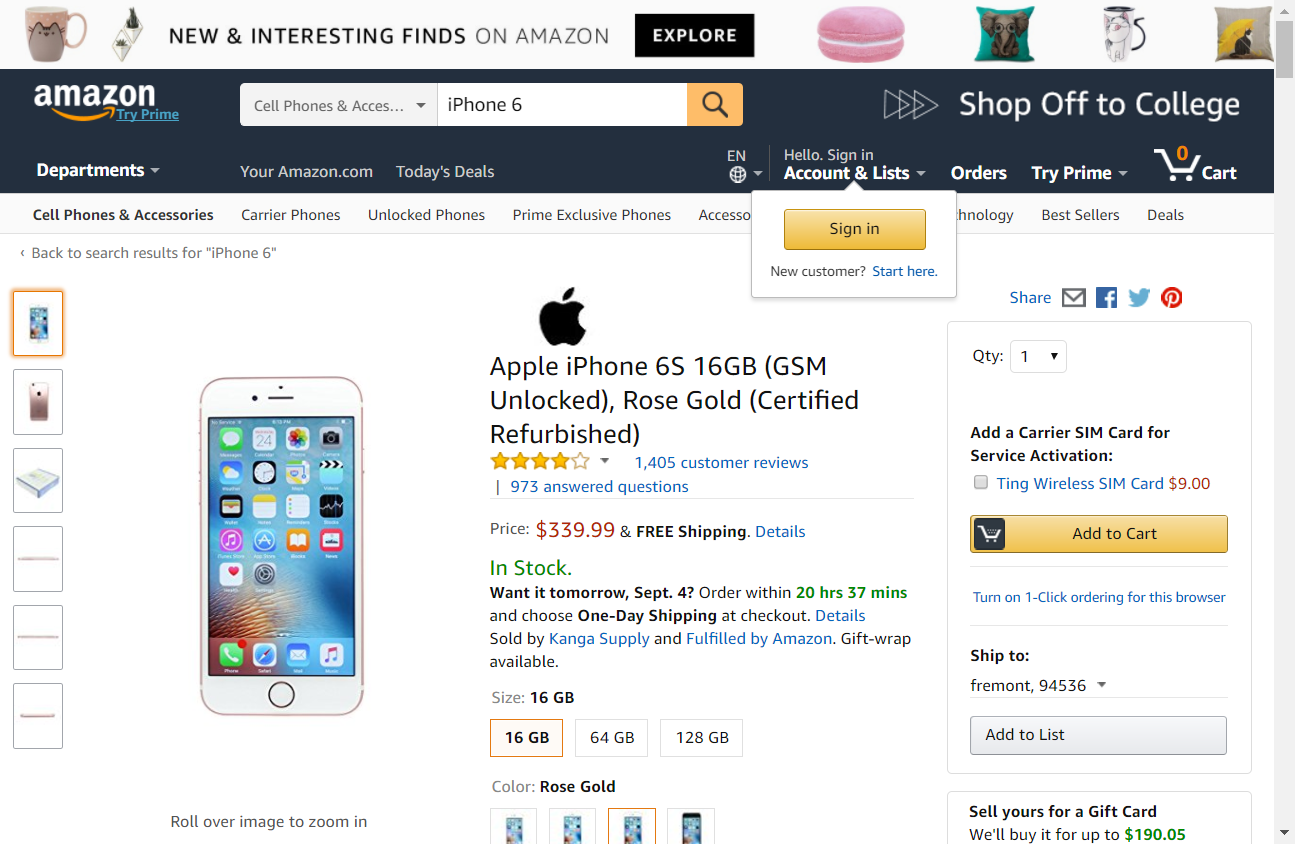 NEW & INTERESTING FINDS ON AMAZON EXPLORE
amazon
Try Prime
Cell Phones & Acces...
iPhone 6
Shop Off to College
Departments
Your Amazon.com
Today's Deals
EN
Hello. Sign in
Account & Lists
Orders
Try Prime
0
Cart
Cell Phones & Accessories
Carrier Phones
Unlocked Phones
Prime Exclusive Phones
Accesso
hnology
Best Sellers
Deals
Sign in
New customer? Start here.
‹ Back to search results for "iPhone 6"
Share
Apple iPhone 6S 16GB (GSM
Unlocked), Rose Gold (Certified
Refurbished)
1,405 customer reviews
| 973 answered questions
Price: $339.99 & FREE Shipping. Details
In Stock.
Want it tomorrow, Sept. 4? Order within 20 hrs 37 mins
and choose One-Day Shipping at checkout. Details
Sold by Kanga Supply and Fulfilled by Amazon. Gift-wrap
available.
Size: 16 GB
16 GB
64 GB
128 GB
Color: Rose Gold
Roll over image to zoom in
Qty: 1
Add a Carrier SIM Card for
Service Activation:
Ting Wireless SIM Card $9.00
Add to Cart
Turn on 1-Click ordering for this browser
Ship to:
fremont, 94536
Add to List
Sell yours for a Gift Card
We'll buy it for up to $190.05